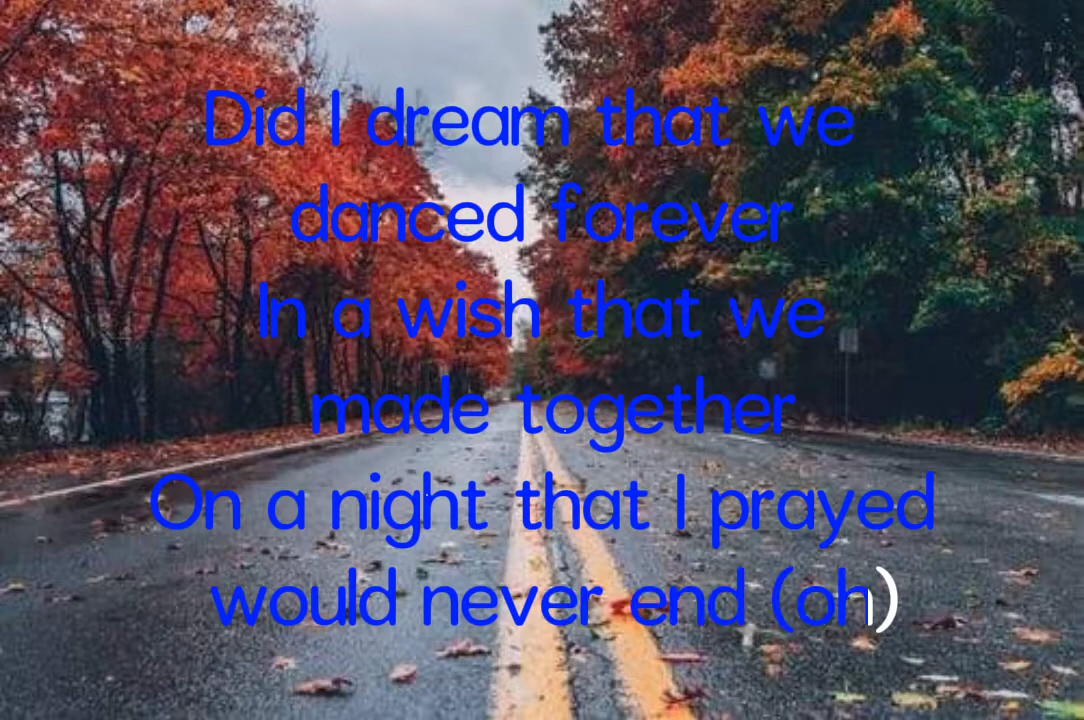 Did I dream that we
danced forever
In a wish that we
made together
On a night that I prayed
would never end (oh)